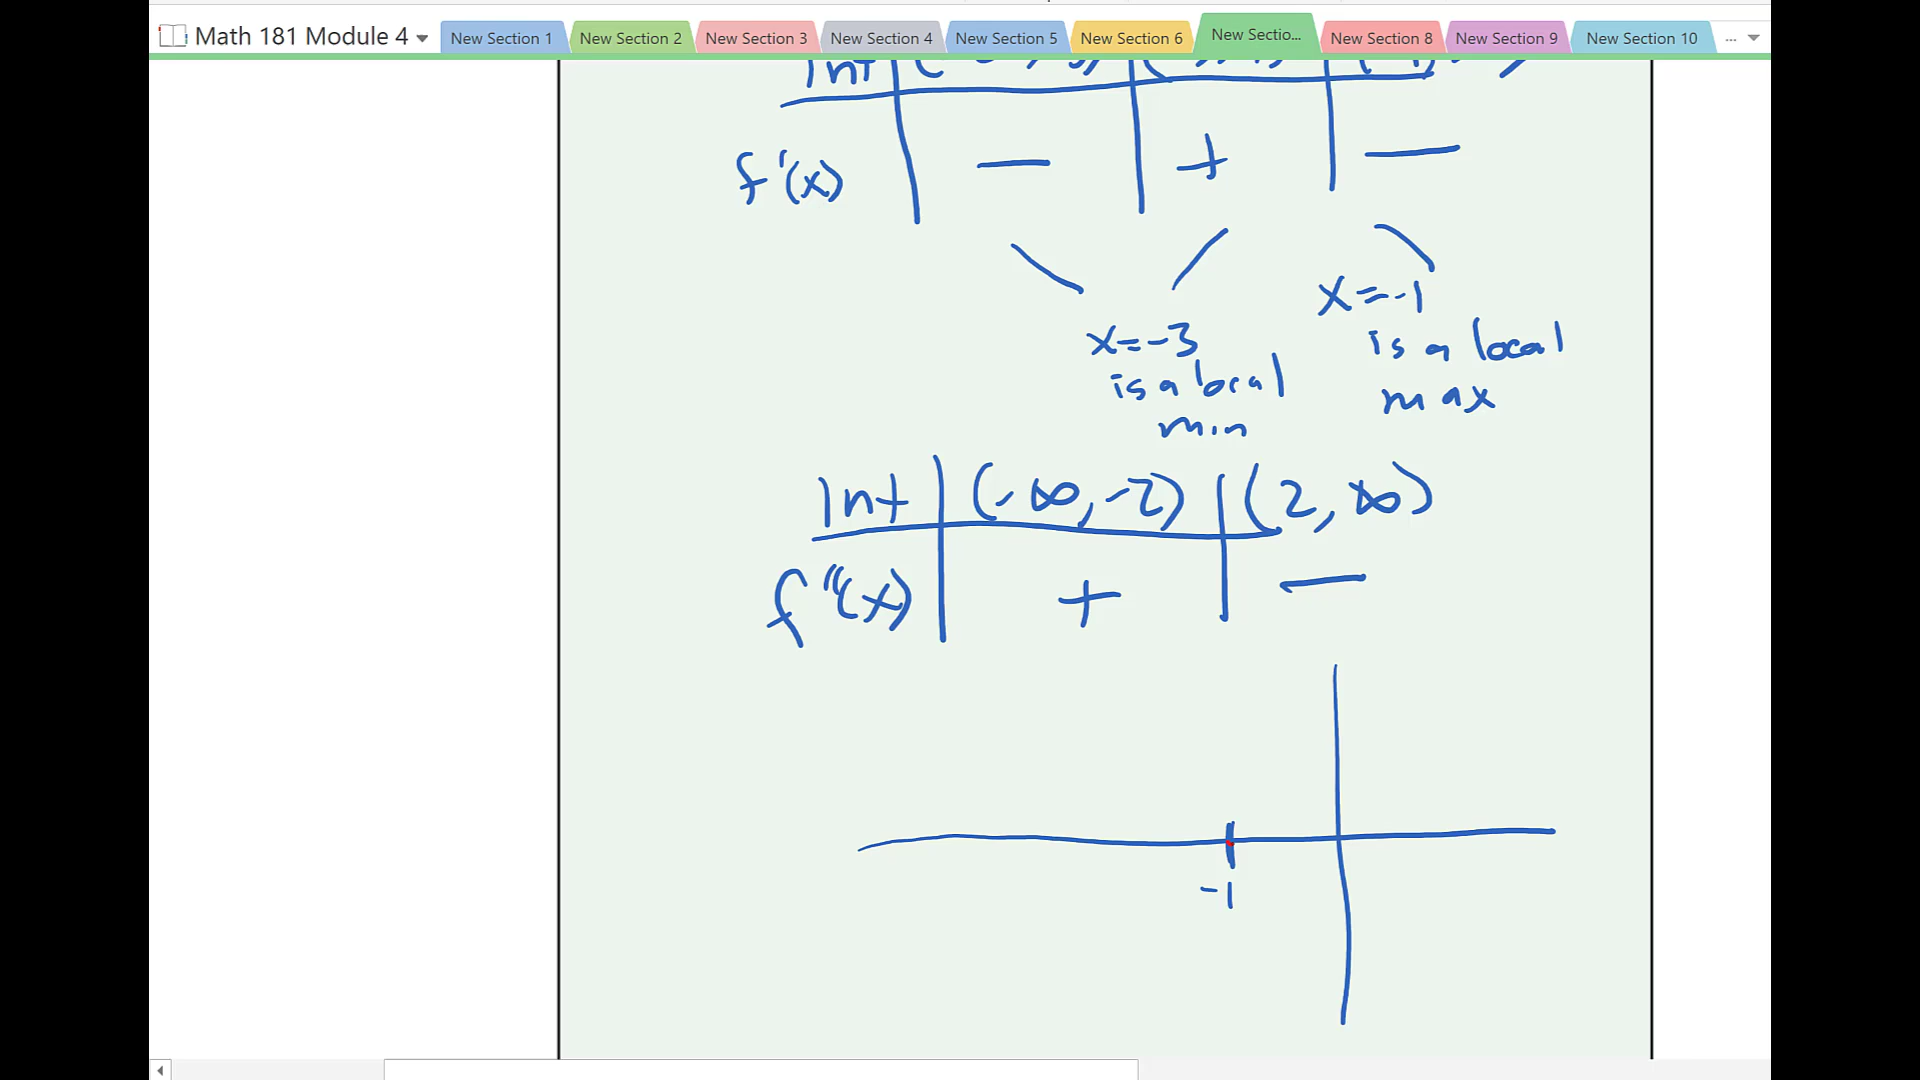 Math 181 Module 4
New Section 1 New Section 2 New Section 3 New Section 4 New Section 5 New Section 6 New Sectio... New Section 8 New Section 9 New Section 10 ...
Int
f'(x) — + —
x=-1
is a local
max
x=-3
is a local
min
Int (-∞,-2) (2,∞)
f''(x) + —
-1